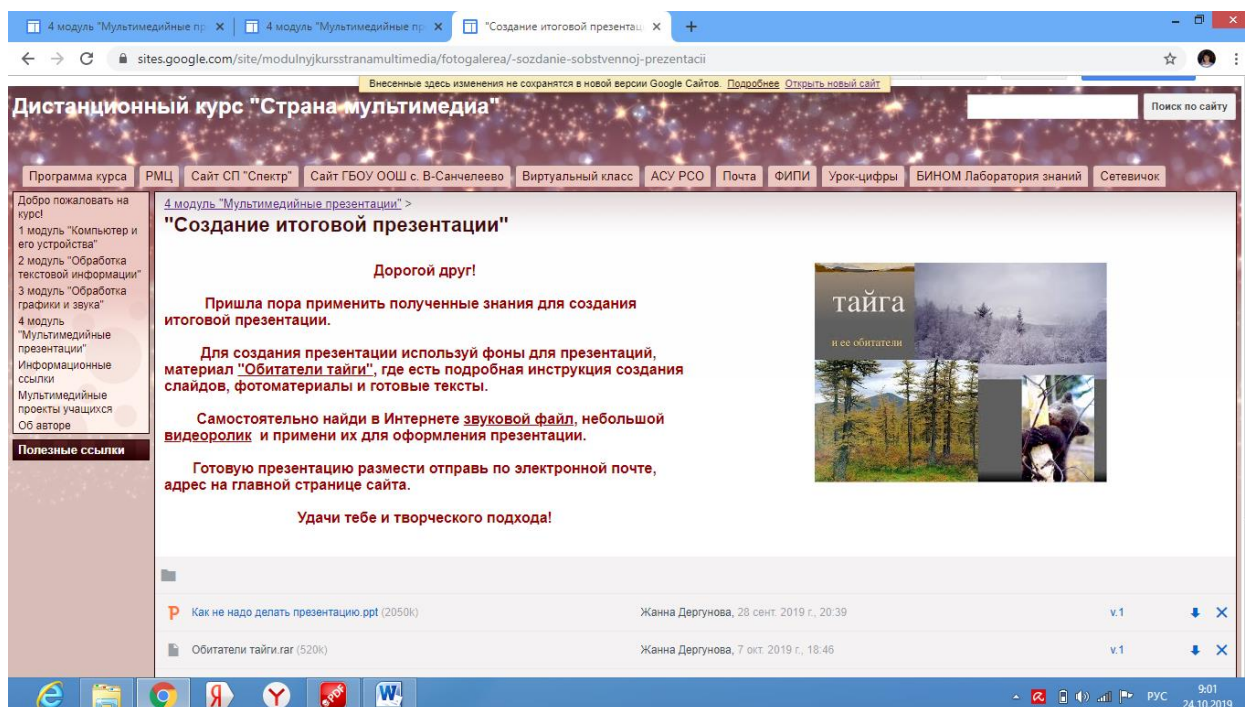 4 модуль "Мультимедийные пр
4 модуль "Мультимедийные пр
"Создание итоговой презентац
sites.google.com/site/modulnyjkursstranamultimedia/fotogalerea/-sozdanie-sobstvennoj-prezentacii
Внесенные здесь изменения не сохранятся в новой версии Google Сайтов. Подробнее Открыть новый сайт
Дистанционный курс "Страна мультимедиа"
Поиск по сайту
Программа курса РМЦ Сайт СП "Спектр" Сайт ГБОУ ООШ с. В-Санчелеево Виртуальный класс АСУ РСО Почта ФИПИ Урок-цифры БИНОМ Лаборатория знаний Сетевичок
Добро пожаловать на
курс!
1 модуль "Компьютер и
его устройства"
2 модуль "Обработка
текстовой информации"
3 модуль "Обработка
графики и звука"
4 модуль
"Мультимедийные
презентации"
Информационные
ссылки
Мультимедийные
проекты учащихся
Об авторе
Полезные ссылки
4 модуль "Мультимедийные презентации" >
"Создание итоговой презентации"
Дорогой друг!
Пришла пора применить полученные знания для создания
итоговой презентации.
Для создания презентации используй фоны для презентаций,
материал "Обитатели тайги", где есть подробная инструкция создания
слайдов, фотоматериалы и готовые тексты.
Самостоятельно найди в Интернете звуковой файл, небольшой
видеоролик и примени их для оформления презентации.
Готовую презентацию размести отправь по электронной почте,
адрес на главной странице сайта.
Удачи тебе и творческого подхода!
тайга
и ее обитатели
Как не надо делать презентацию.ppt (2050k) Жанна Дергунова, 28 сент. 2019 г., 20:39 v.1
Обитатели тайги.rar (520k) Жанна Дергунова, 7 окт. 2019 г., 18:46 v.1
РУС
9:01
24.10.2019